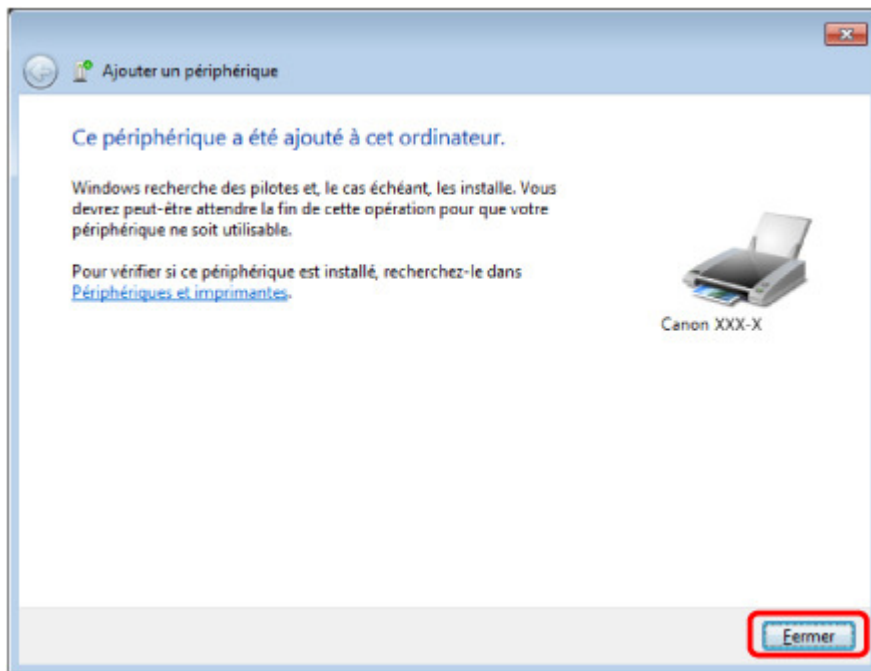 Ajouter un périphérique
Ce périphérique a été ajouté à cet ordinateur.
Windows recherche des pilotes et, le cas échéant, les installe. Vous
devrez peut-être attendre la fin de cette opération pour que votre
périphérique ne soit utilisable.
Pour vérifier si ce périphérique est installé, recherchez-le dans
Périphériques et imprimantes.
Canon XXX-X
Fermer